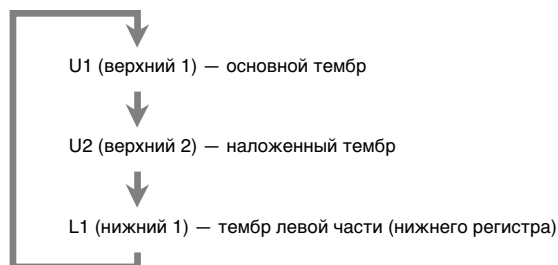 U1 (верхний 1) — основной тембр
U2 (верхний 2) — наложенный тембр
L1 (нижний 1) — тембр левой части (нижнего регистра)